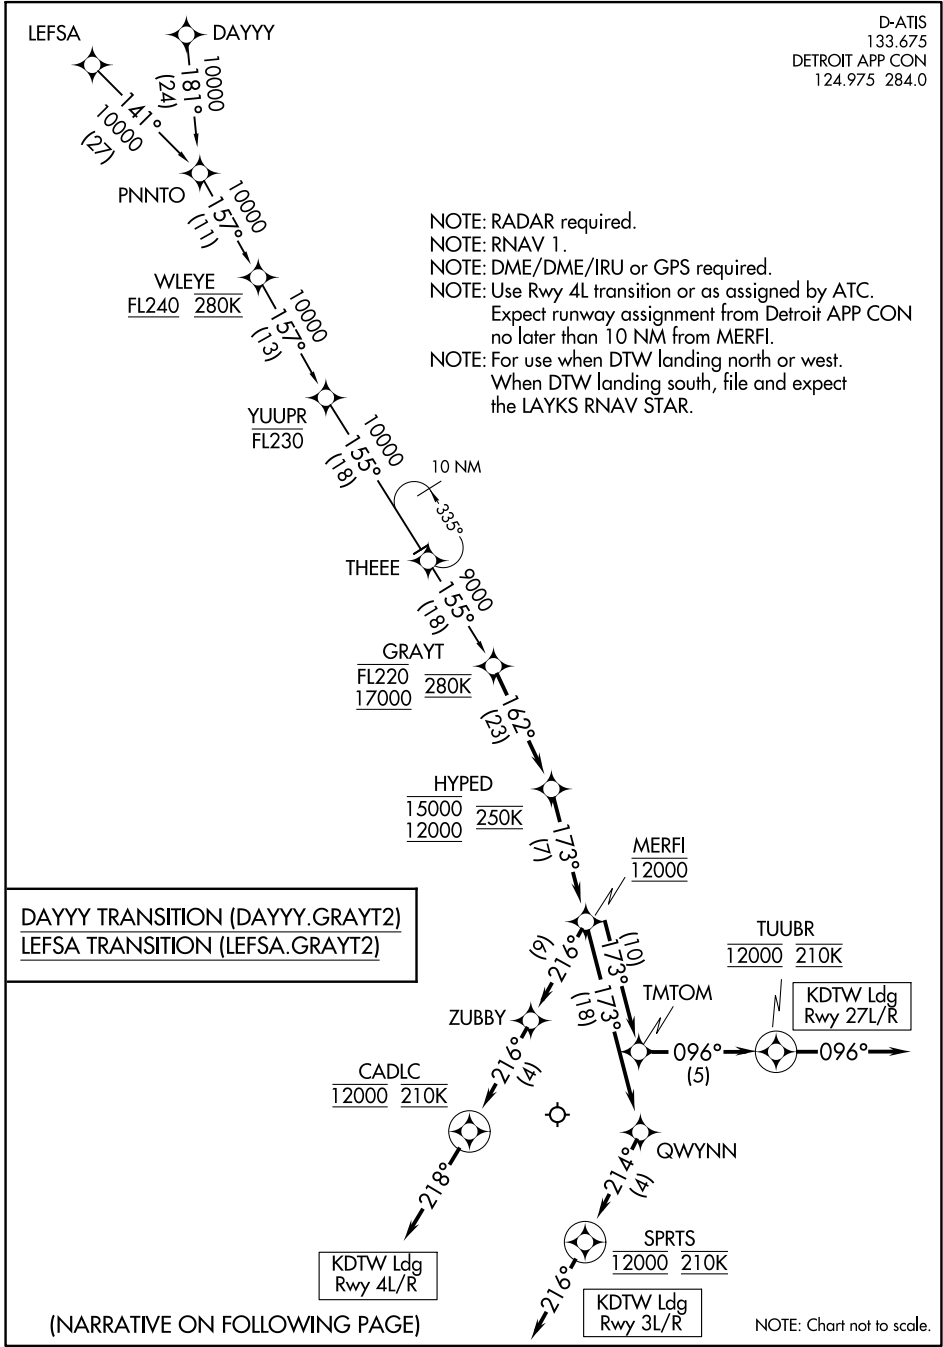 D-ATIS
133.675
DETROIT APP CON
124.975 284.0
LEFSA
DAYYY
10000
181°
(24)
141°
10000
(27)
PNNTO
10000
157°
(11)
WLEYE
FL240 280K
10000
157°
(13)
NOTE: RADAR required.
NOTE: RNAV 1.
NOTE: DME/DME/IRU or GPS required.
NOTE: Use Rwy 4L transition or as assigned by ATC.
Expect runway assignment from Detroit APP CON
no later than 10 NM from MERFI.
NOTE: For use when DTW landing north or west.
When DTW landing south, file and expect
the LAYKS RNAV STAR.
YUUPR
FL230
10000
155°
(18)
10 NM
335°
THEEE
9000
155°
(18)
GRAYT
FL220
17000
280K
162°
(23)
HYPED
15000
12000
250K
173°
(7)
MERFI
12000
DAYYY TRANSITION (DAYYY.GRAYT2)
LEFSA TRANSITION (LEFSA.GRAYT2)
(9)
216°
(10)
173°
173°
(18)
TUUBR
12000 210K
TMTOM
KDTW Ldg
Rwy 27L/R
ZUBBY
096°
(5)
096°
216°
(4)
CADLC
12000 210K
QWYNN
218°
214°
(4)
SPRTS
12000 210K
KDTW Ldg
Rwy 4L/R
216°
KDTW Ldg
Rwy 3L/R
(NARRATIVE ON FOLLOWING PAGE)
NOTE: Chart not to scale.